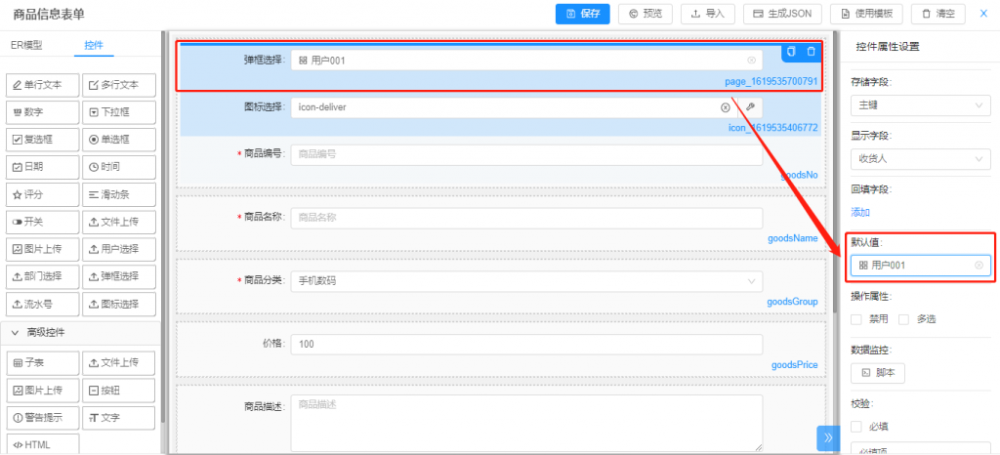 商品信息表单
保存
预览
导入
生成JSON
使用模板
清空
X
ER模型
控件
单行文本
多行文本
数字
下拉框
复选框
单选框
日期
时间
评分
滑动条
开关
文件上传
图片上传
用户选择
部门选择
弹框选择
流水号
图标选择
高级控件
子表
文件上传
图片上传
按钮
警告提示
文字
HTML
弹框选择:
用户001
page_1619535700791
图标选择:
icon-deliver
icon_1619535406772
* 商品编号:
商品编号
goodsNo
* 商品名称:
商品名称
goodsName
* 商品分类:
手机数码
goodsGroup
价格:
100
goodsPrice
商品描述:
商品描述
控件属性设置
存储字段:
主键
显示字段:
收货人
回填字段:
添加
默认值:
用户001
操作属性:
禁用
多选
数据监控:
脚本
校验:
必填
必填项